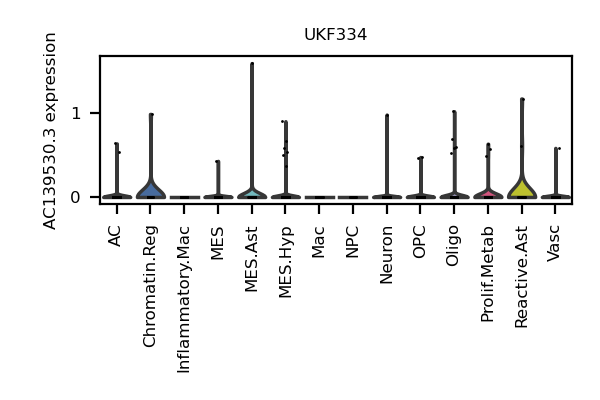 UKF334
AC139530.3 expression
1
0
AC
Chromatin.Reg
Inflammatory.Mac
MES
MES.Ast
MES.Hyp
Mac
NPC
Neuron
OPC
Oligo
Prolif.Metab
Reactive.Ast
Vasc